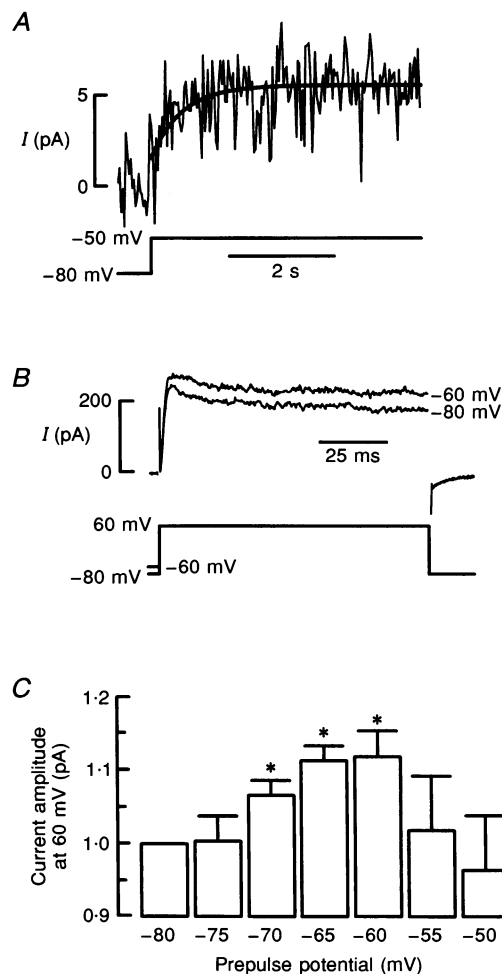 A
5
I (pA)
0
−50 mV
−80 mV
2 s
B
200
I (pA)
0
−60 mV
−80 mV
25 ms
60 mV
−60 mV
−80 mV
C
1·2
1·1
1·0
0·9
Current amplitude
at 60 mV (pA)
* * *
−80 −75 −70 −65 −60 −55 −50
Prepulse potential (mV)